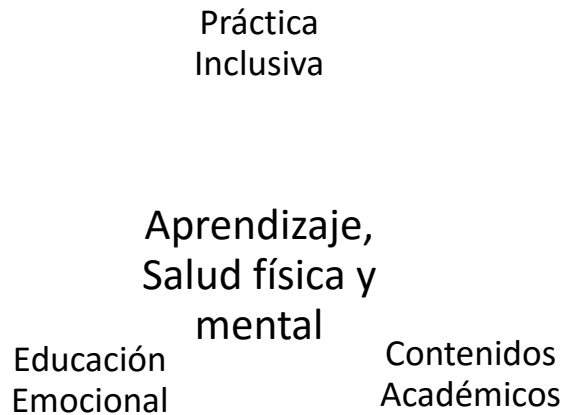 Práctica
Inclusiva
Aprendizaje,
Salud física y
mental
Educación
Emocional
Contenidos
Académicos